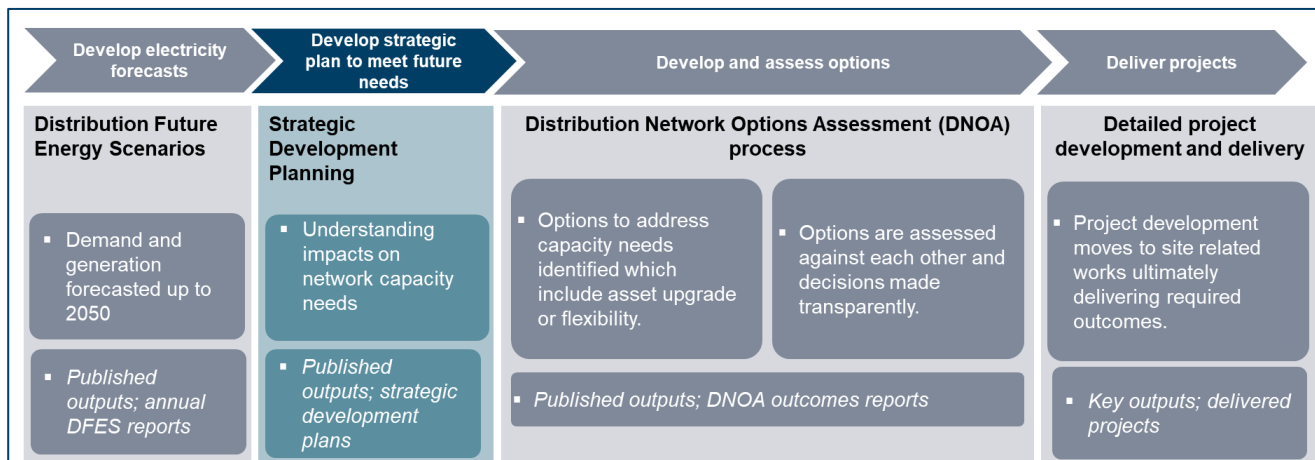 Develop electricity
forecasts
Develop strategic
plan to meet future
needs
Develop and assess options
Deliver projects
Distribution Future
Energy Scenarios
▪ Demand and
generation
forecasted up to
2050
▪ Published
outputs; annual
DFES reports
Strategic
Development
Planning
▪ Understanding
impacts on
network capacity
needs
▪ Published
outputs; strategic
development
plans
Distribution Network Options Assessment (DNOA)
process
▪ Options to address
capacity needs
identified which
include asset upgrade
or flexibility.
▪ Options are assessed
against each other and
decisions made
transparently.
▪ Published outputs; DNOA outcomes reports
Detailed project
development and delivery
▪ Project development
moves to site related
works ultimately
delivering required
outcomes.
▪ Key outputs; delivered
projects